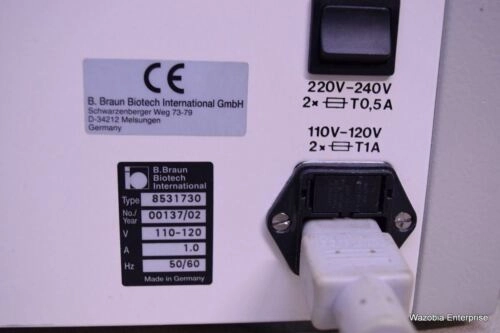 CE
B. Braun Biotech International GmbH
Schwarzenberger Weg 73-79
D-34212 Melsungen
Germany
220V-240V
2x T0,5A
110V-120V
2x T1A
B.Braun
Biotech
International
Type 8531730
No./Year 00137/02
V 110-120
A 1.0
Hz 50/60
Made in Germany
Wazobia Enterprise